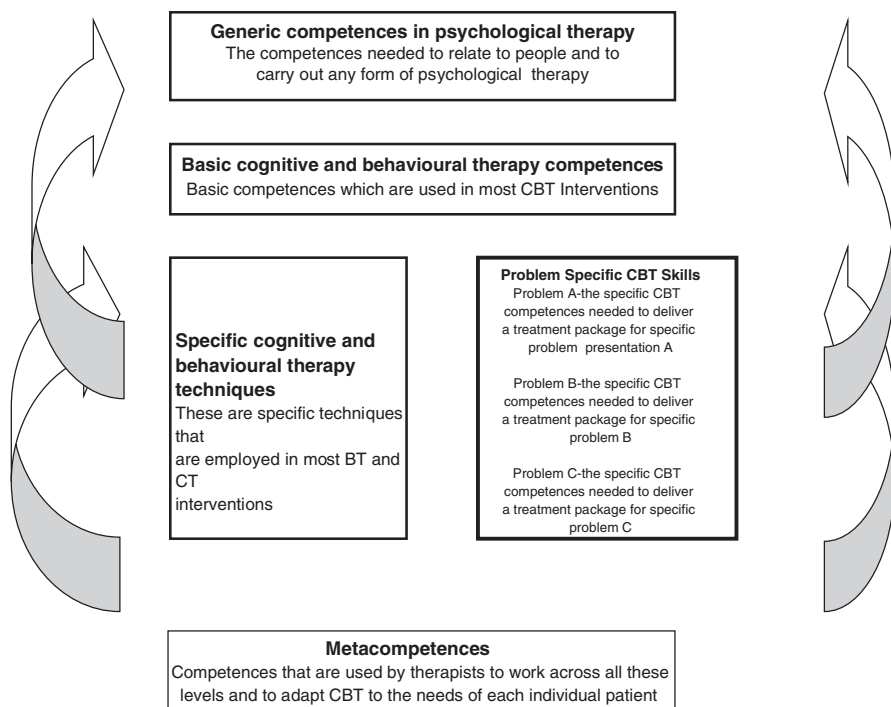 Generic competences in psychological therapy
The competences needed to relate to people and to
carry out any form of psychological therapy
Basic cognitive and behavioural therapy competences
Basic competences which are used in most CBT Interventions
Specific cognitive and
behavioural therapy
techniques
These are specific techniques
that
are employed in most BT and
CT
interventions
Problem Specific CBT Skills
Problem A-the specific CBT
competences needed to deliver
a treatment package for specific
problem presentation A
Problem B-the specific CBT
competences needed to deliver
a treatment package for specific
problem B
Problem C-the specific CBT
competences needed to deliver
a treatment package for specific
problem C
Metacompetences
Competences that are used by therapists to work across all these
levels and to adapt CBT to the needs of each individual patient